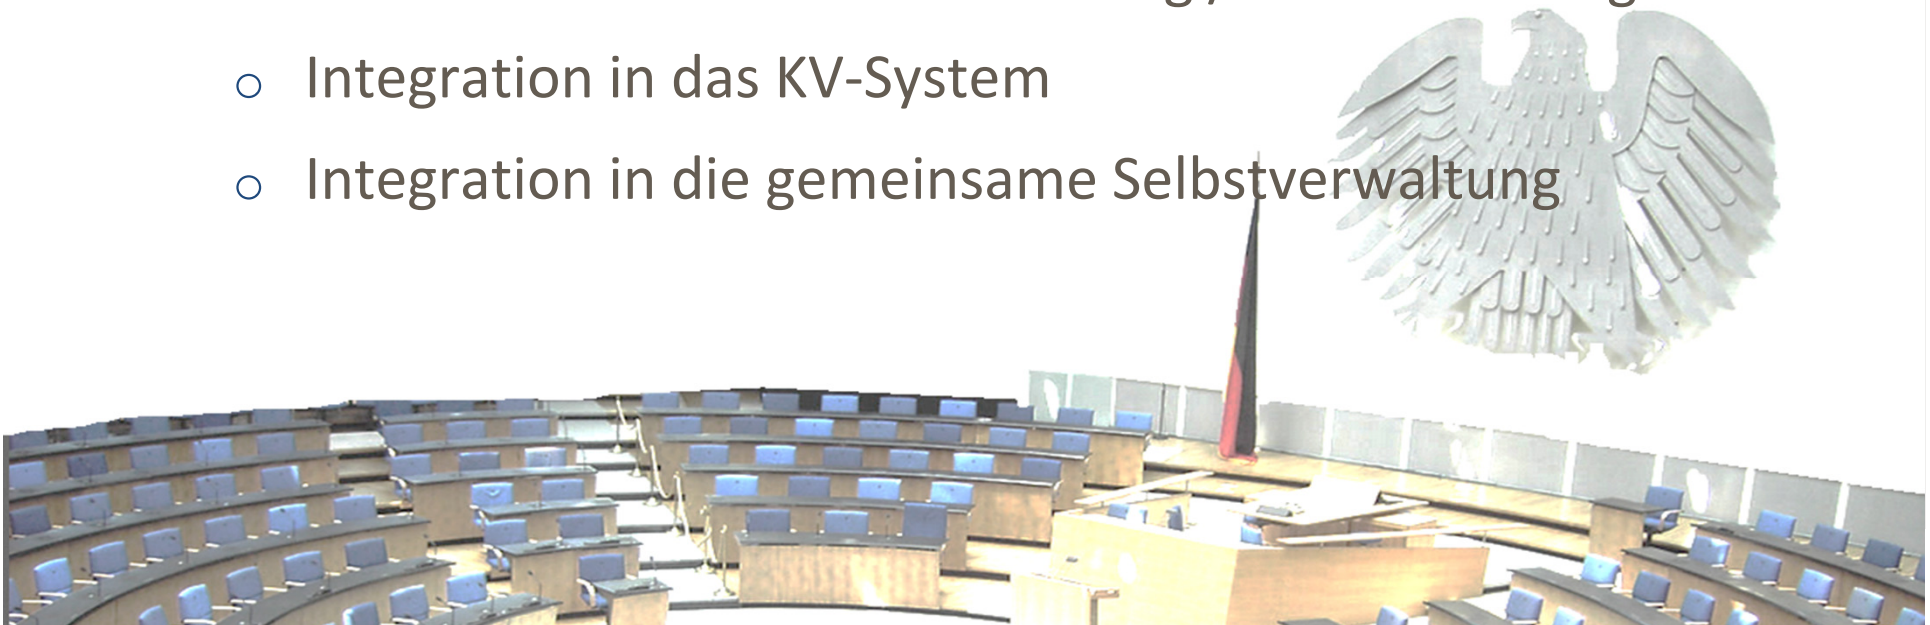 Integration in das KV-System
Integration in die gemeinsame Selbstverwaltung